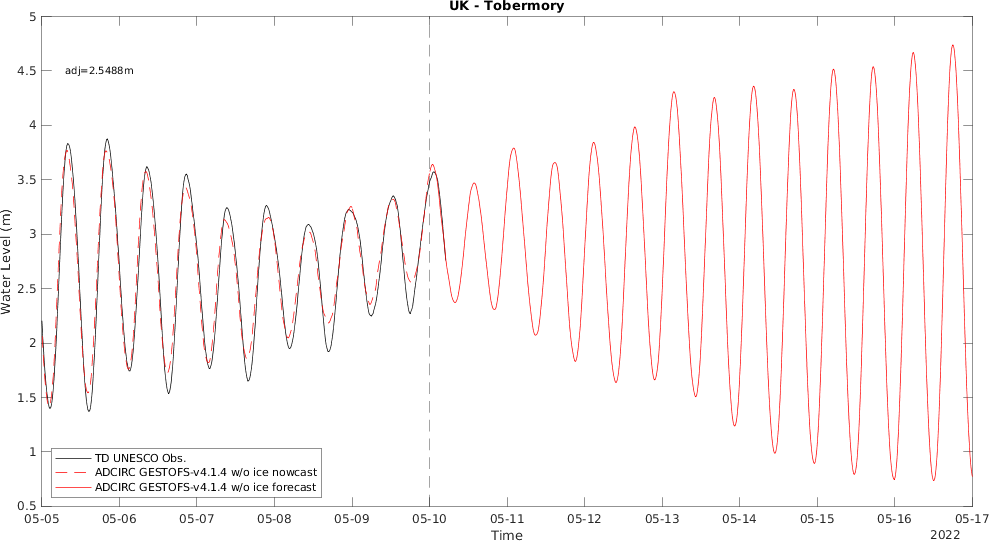 UK - Tobermory
adj=2.5488m
Water Level (m)
5
4.5
4
3.5
3
2.5
2
1.5
1
0.5
TD UNESCO Obs.
ADCIRC GESTOFS-v4.1.4 w/o ice nowcast
ADCIRC GESTOFS-v4.1.4 w/o ice forecast
05-05 05-06 05-07 05-08 05-09 05-10 05-11 05-12 05-13 05-14 05-15 05-16 05-17
Time
2022